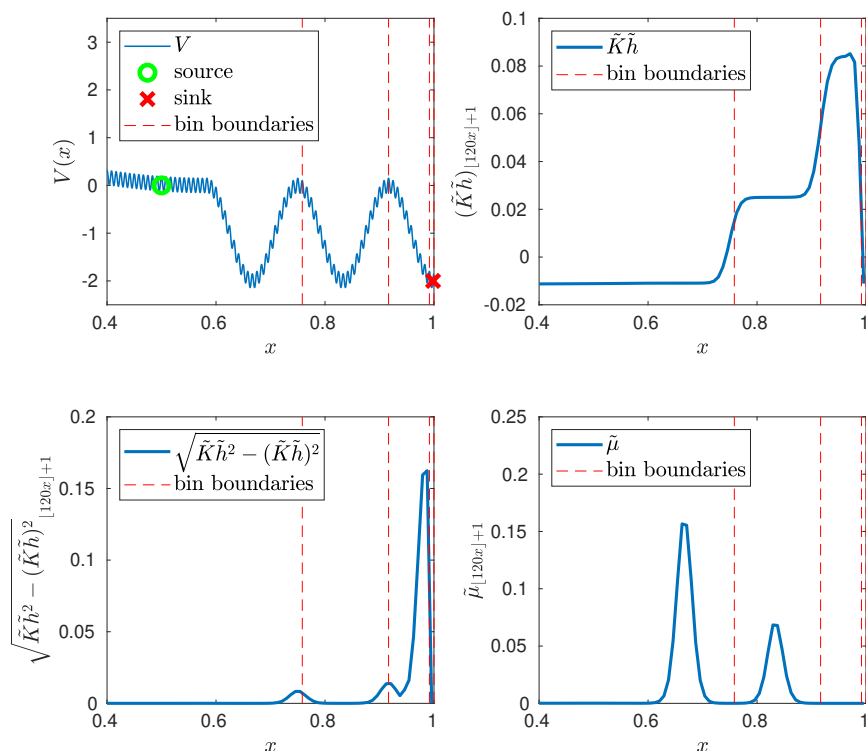 3
2
1
0
-1
-2
0.4
0.6
0.8
1
V(x)
x
V
source
sink
bin boundaries
0.1
0.08
0.06
0.04
0.02
0
-0.02
0.4
0.6
0.8
1
(K̃h̃)⌊120x⌋+1
x
K̃h̃
bin boundaries
0.2
0.15
0.1
0.05
0
0.4
0.6
0.8
1
√(K̃h̃² − (K̃h̃)²)⌊120x⌋+1
x
√(K̃h̃² − (K̃h̃)²)
bin boundaries
0.25
0.2
0.15
0.1
0.05
0
0.4
0.6
0.8
1
μ̃⌊120x⌋+1
x
μ̃
bin boundaries